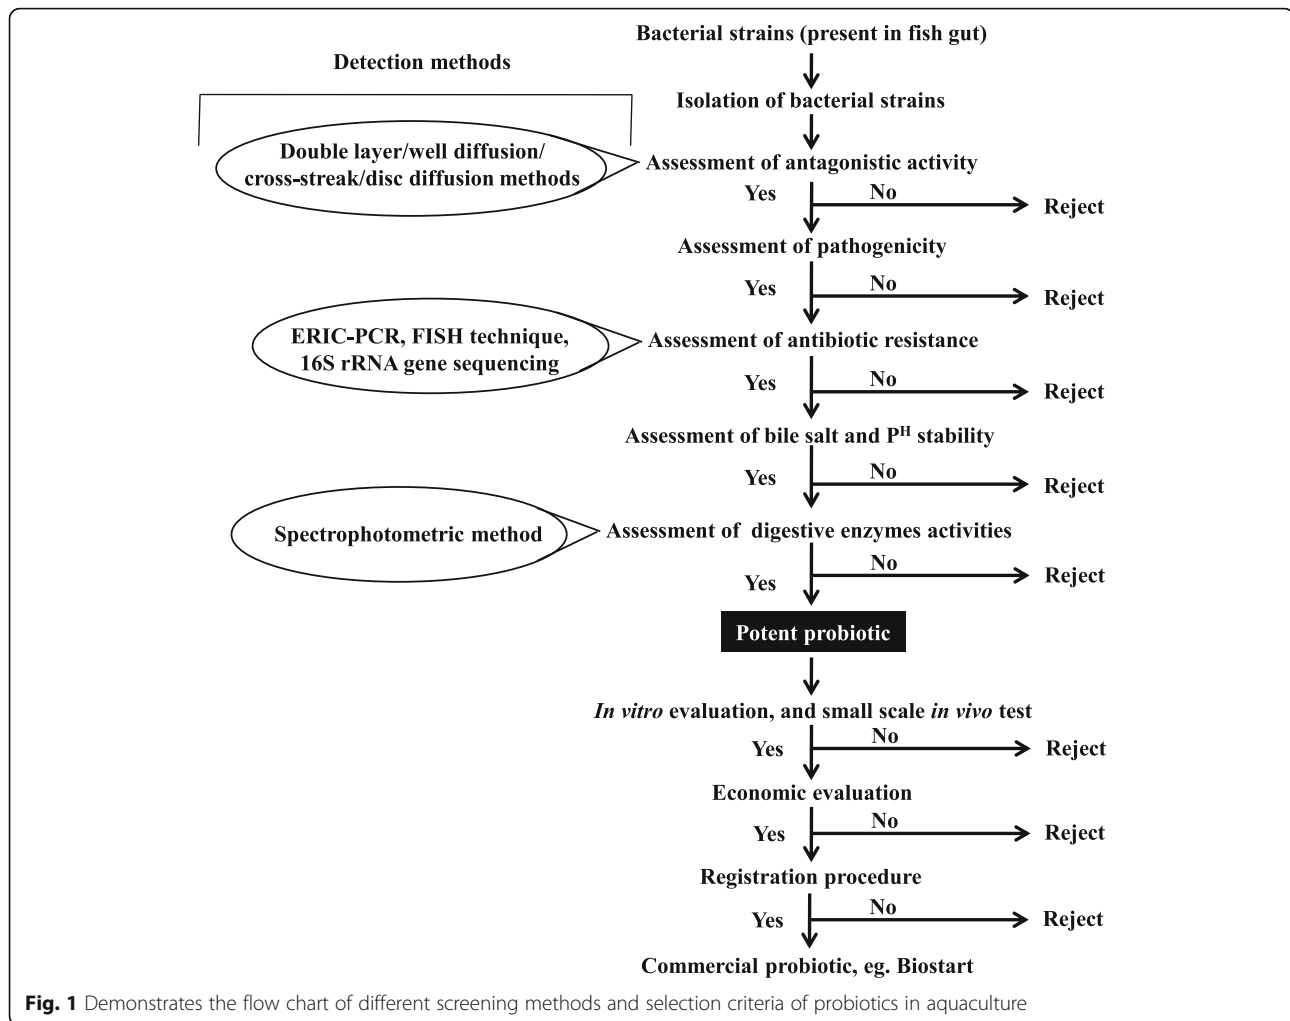 Bacterial strains (present in fish gut)
Detection methods
Isolation of bacterial strains
Double layer/well diffusion/
cross-streak/disc diffusion methods
Assessment of antagonistic activity
Yes
No
Reject
Assessment of pathogenicity
Yes
No
Reject
ERIC-PCR, FISH technique,
16S rRNA gene sequencing
Assessment of antibiotic resistance
Yes
No
Reject
Assessment of bile salt and P^H stability
Yes
No
Reject
Spectrophotometric method
Assessment of digestive enzymes activities
Yes
No
Reject
Potent probiotic
In vitro evaluation, and small scale in vivo test
Yes
No
Reject
Economic evaluation
Yes
No
Reject
Registration procedure
Yes
No
Reject
Commercial probiotic, eg. Biostart
Fig. 1 Demonstrates the flow chart of different screening methods and selection criteria of probiotics in aquaculture